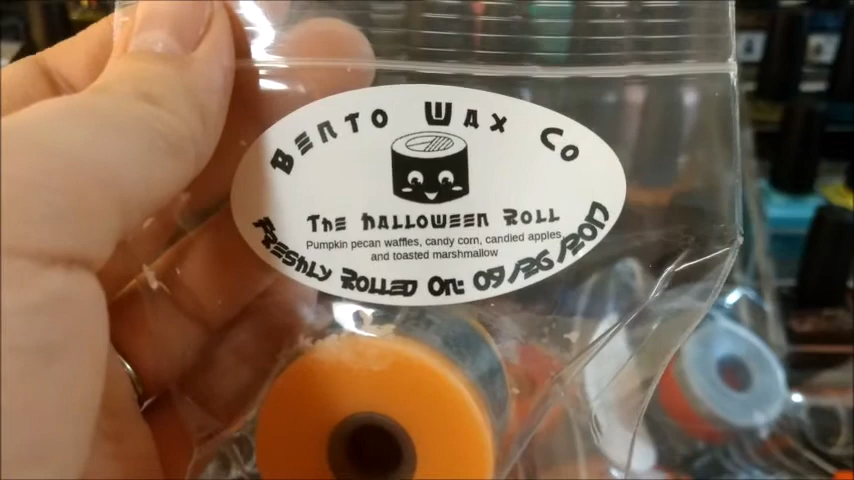 Bento Wax Co
The Halloween Roll
Pumpkin pecan waffles, candy corn, candied apples,
and toasted marshmallow
Freshly Rolled On: 09/26/2017